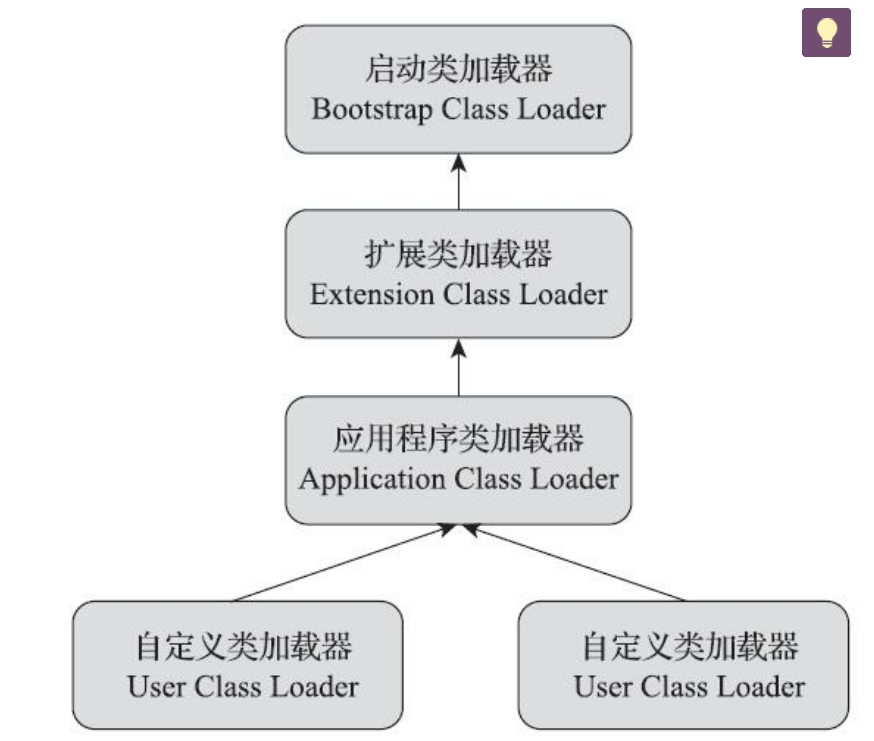 启动类加载器
Bootstrap Class Loader
扩展类加载器
Extension Class Loader
应用程序类加载器
Application Class Loader
自定义类加载器
User Class Loader
自定义类加载器
User Class Loader